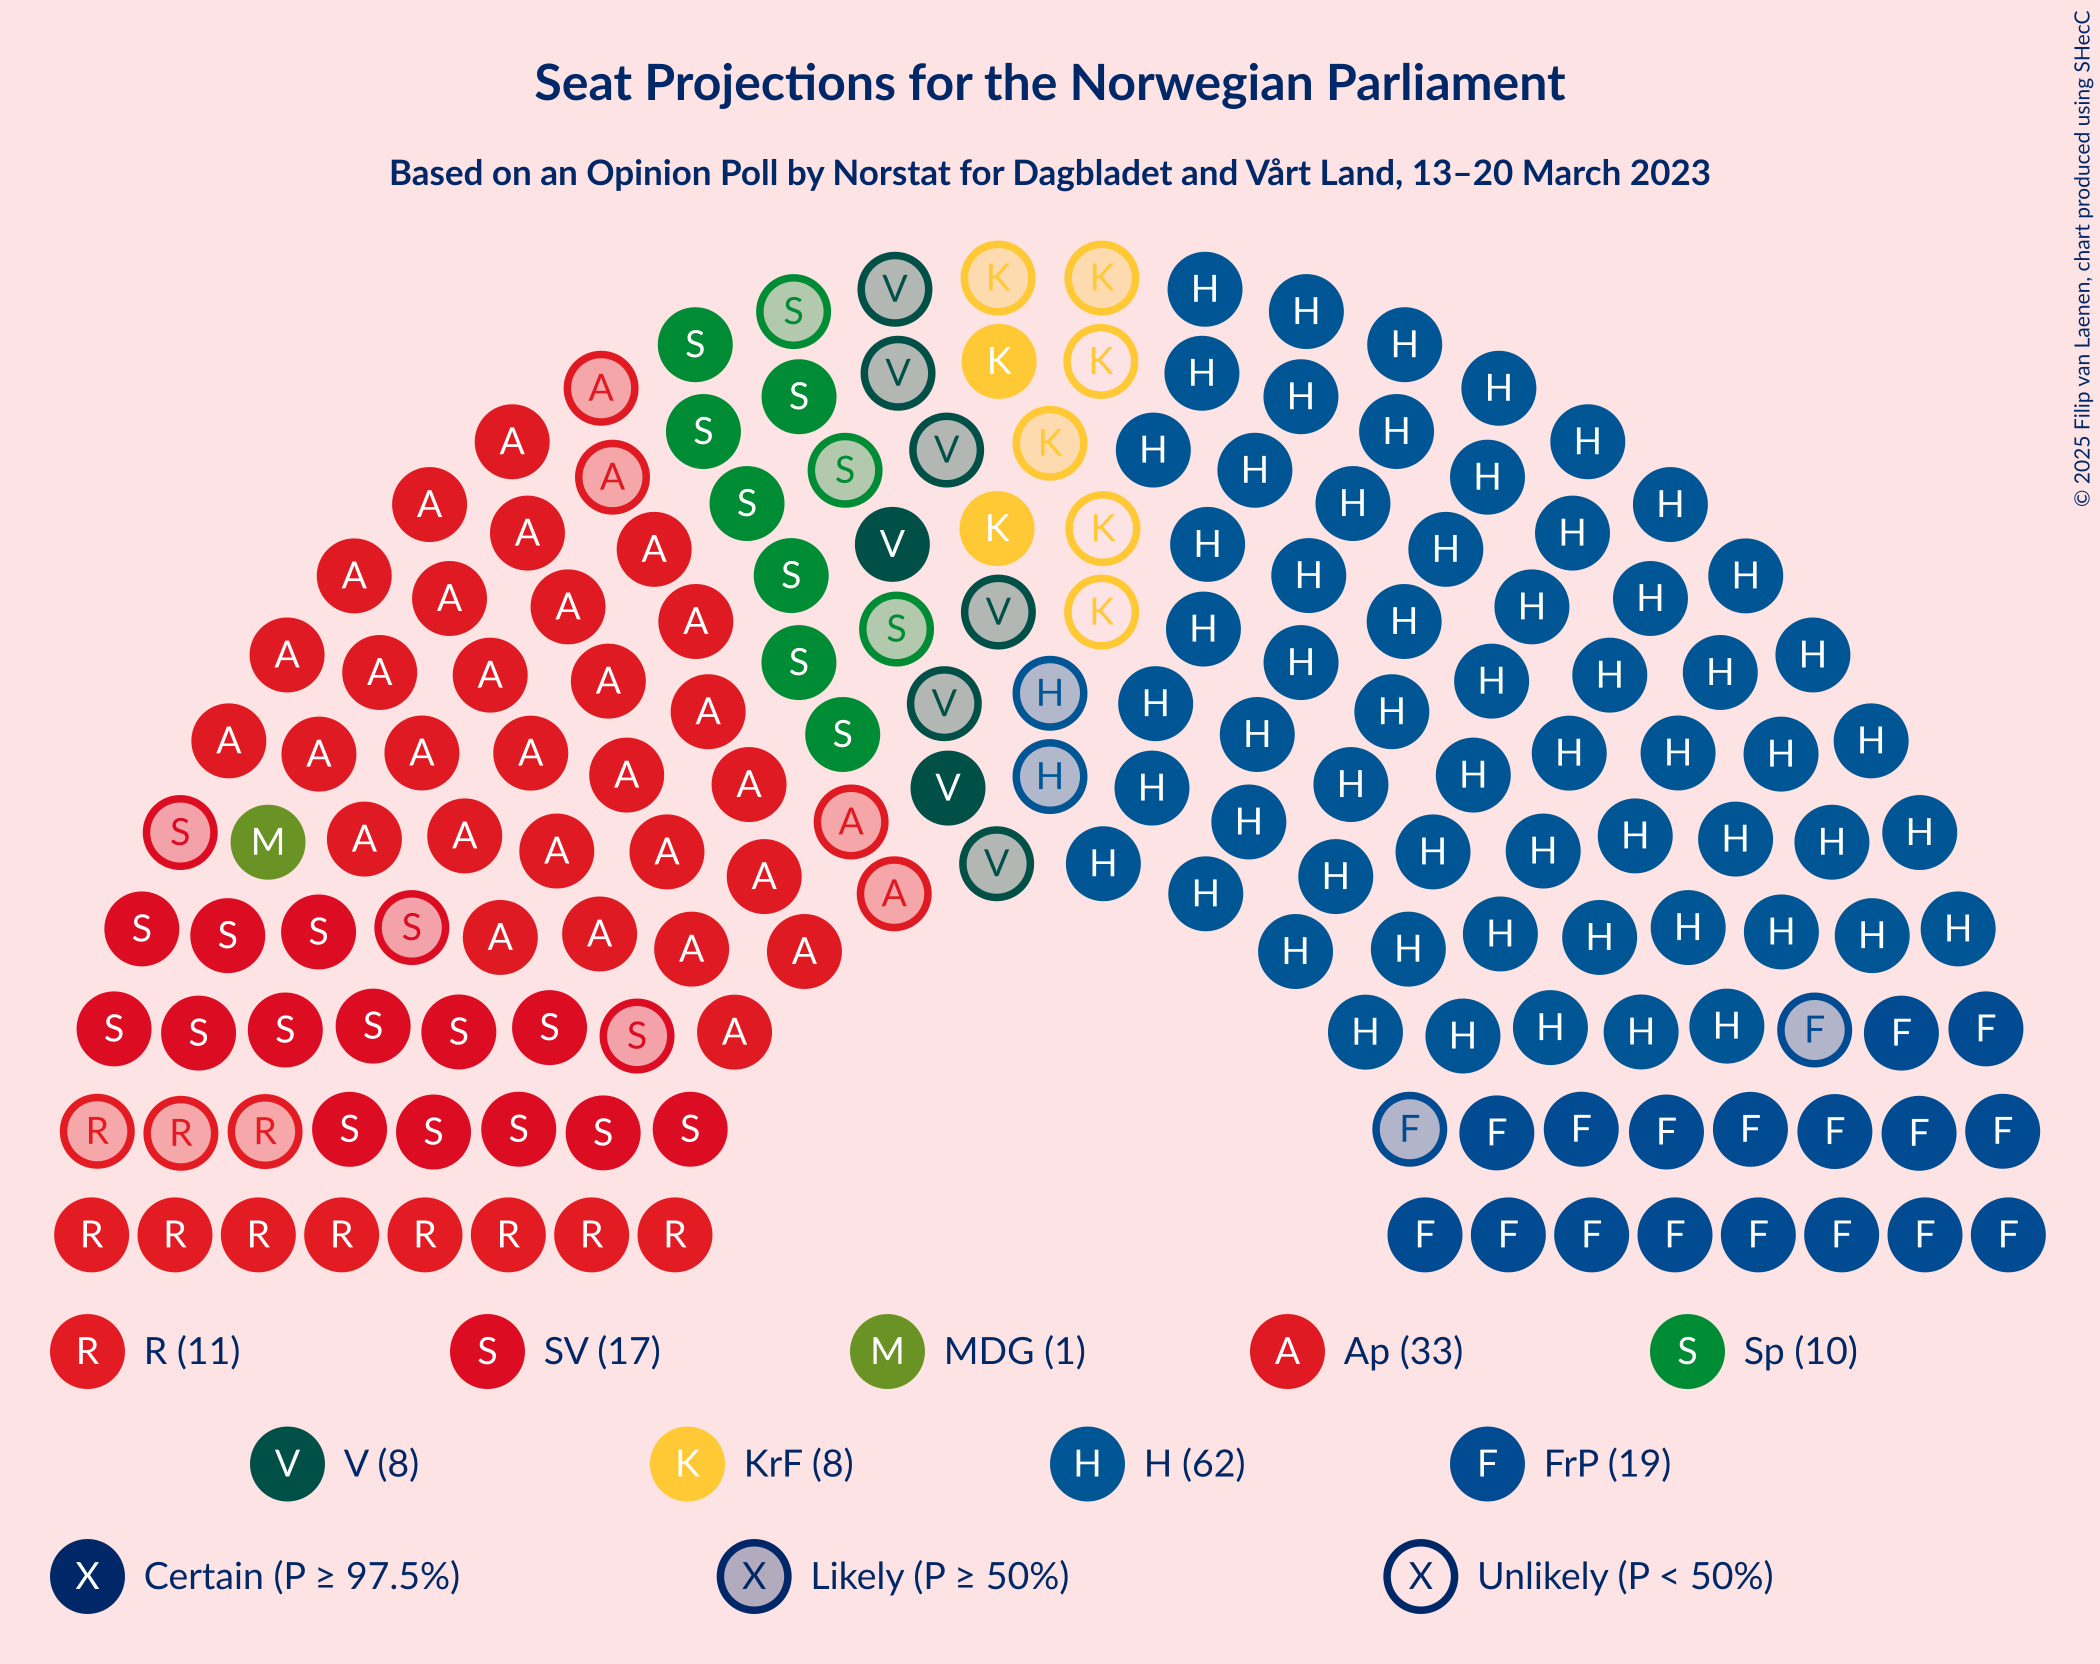 Seat Projections for the Norwegian Parliament
Based on an Opinion Poll by Norstat for Dagbladet and Vårt Land, 13–20 March 2023
© 2025 Filip van Laenen, chart produced using SHecC
K K
V H
S H
S K K H
V H
A H H
A S K H
S V H H
A S H
A H
A S V H H
A S K K H H
A A V H H
A S H
A A S V K H H
A A S H H
A A S V H H H
A A A S H H H H
A A A A V H H H H H
S M A A A A A A V H H H H H H H H
S S S S A A A A A H H H H H H H H H
S S S S S S S A H H H H H F F F
R R R S S S S S F F F F F F F F
R R R R R R R R F F F F F F F F
R R (11) S SV (17) M MDG (1) A Ap (33) S Sp (10)
V V (8) K KrF (8) H H (62) F FrP (19)
X Certain (P ≥ 97.5%) X Likely (P ≥ 50%) X Unlikely (P < 50%)